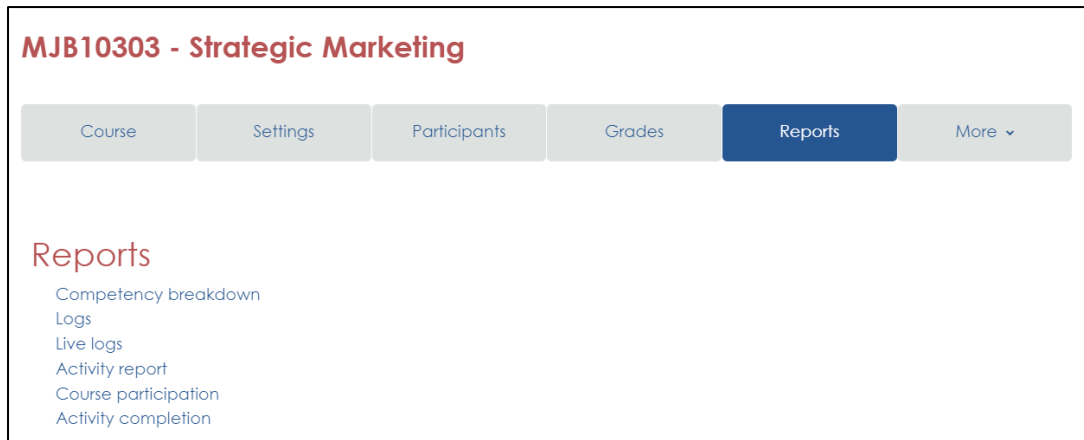 MJB10303 - Strategic Marketing
Course Settings Participants Grades Reports More
Reports
Competency breakdown
Logs
Live logs
Activity report
Course participation
Activity completion